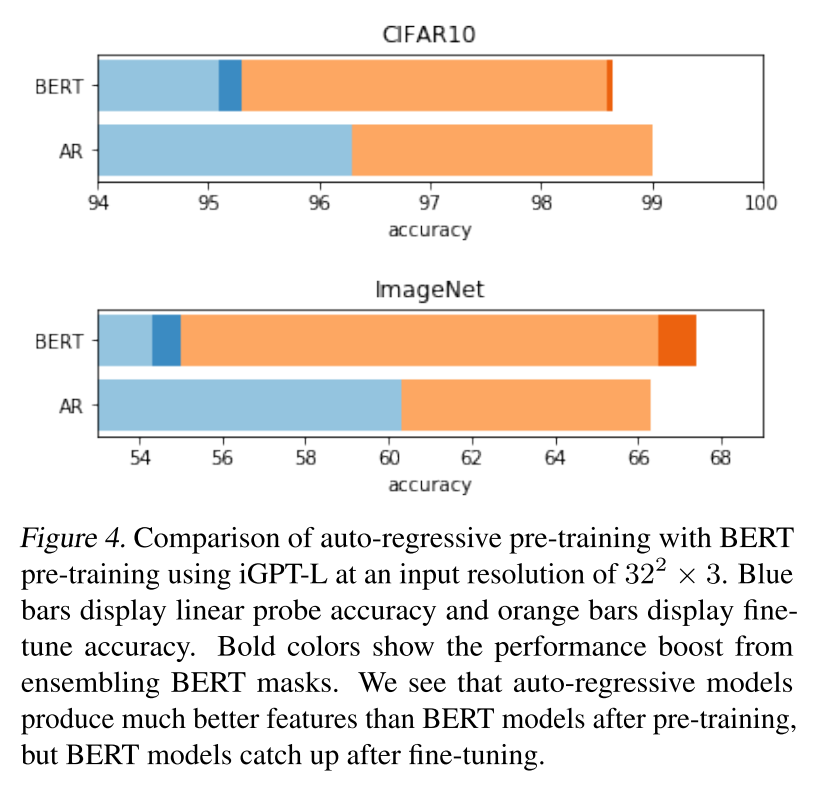 CIFAR10
BERT
AR
94 95 96 97 98 99 100
accuracy
ImageNet
BERT
AR
54 56 58 60 62 64 66 68
accuracy
Figure 4. Comparison of auto-regressive pre-training with BERT
pre-training using iGPT-L at an input resolution of 32² × 3. Blue
bars display linear probe accuracy and orange bars display fine-
tune accuracy. Bold colors show the performance boost from
ensembling BERT masks. We see that auto-regressive models
produce much better features than BERT models after pre-training,
but BERT models catch up after fine-tuning.